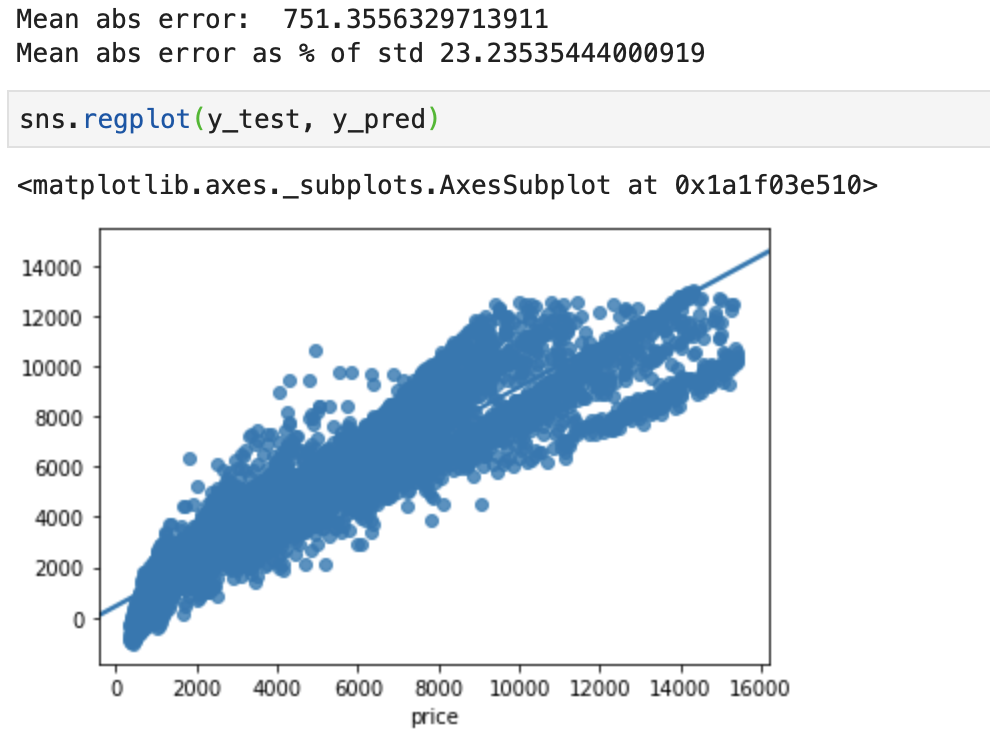 Mean abs error:  751.3556329713911
Mean abs error as % of std 23.23535444000919
sns.regplot(y_test, y_pred)
<matplotlib.axes._subplots.AxesSubplot at 0x1a1f03e510>
14000
12000
10000
8000
6000
4000
2000
0
0 2000 4000 6000 8000 10000 12000 14000 16000
price